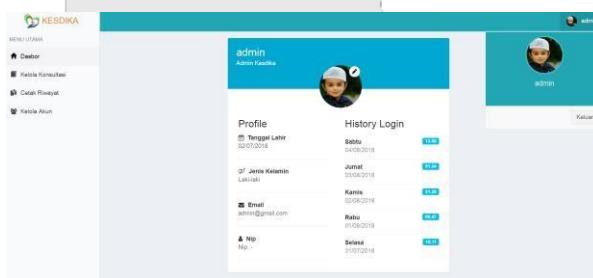 KESDIKA
MENU UTAMA
Dasbor
Kelola Konsultasi
Cetak Riwayat
Kelola Akun
admin
Admin Kesdika
Profile
Tanggal Lahir
02/07/2018
Jenis Kelamin
Laki-laki
Email
admin@gmail.com
Nip
Nip. -
History Login
Sabtu
04/08/2018
Jumat
03/08/2018
Kamis
02/08/2018
Rabu
01/08/2018
Selasa
31/07/2018
admin
Keluar